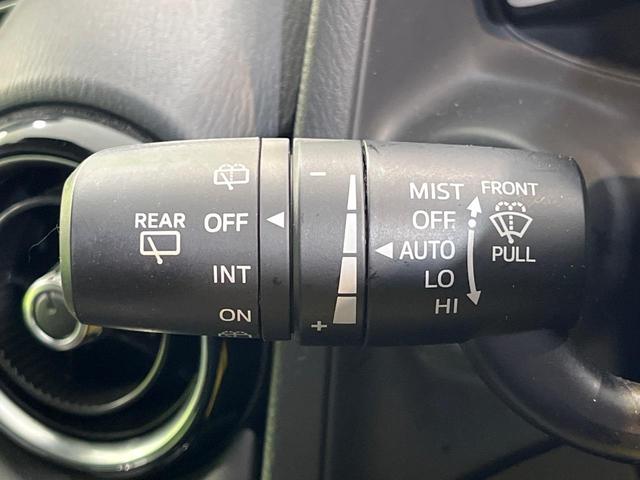 REAR
OFF
INT
ON
−
+
MIST
OFF
AUTO
LO
HI
FRONT
PULL